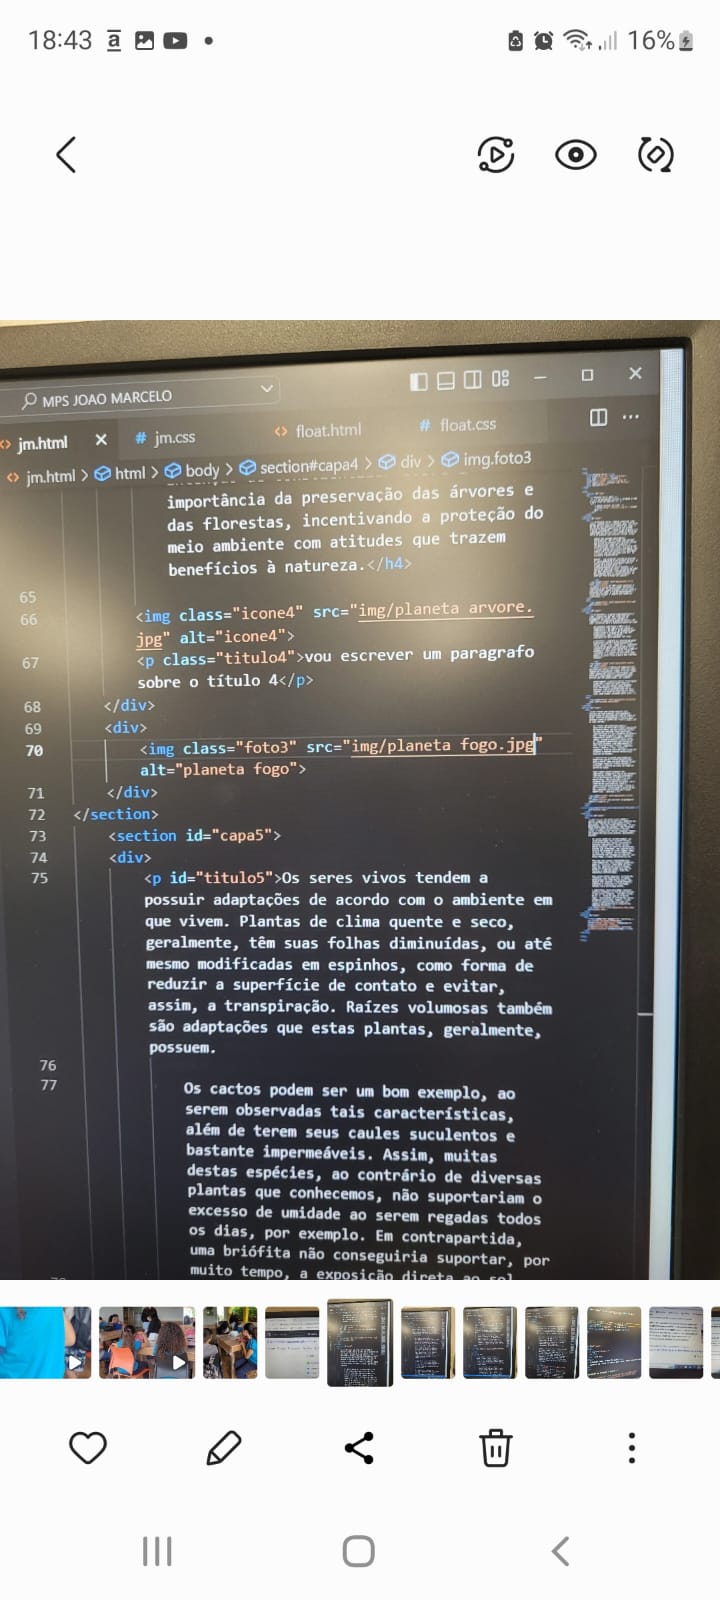 18:43
16%
MPS JOAO MARCELO
<> jm.html
# jm.css
<> float.html
# float.css
<> jm.html > html > body > section#capa4 > div > img.foto3
importância da preservação das árvores e
das florestas, incentivando a proteção do
meio ambiente com atitudes que trazem
benefícios à natureza.</h4>
65
66 <img class="icone4" src="img/planeta arvore.
jpg" alt="icone4">
67 <p class="titulo4">vou escrever um paragrafo
sobre o título 4</p>
68 </div>
69 <div>
70 <img class="foto3" src="img/planeta fogo.jpg"
alt="planeta fogo">
71 </div>
72 </section>
73 <section id="capa5">
74 <div>
75 <p id="titulo5">Os seres vivos tendem a
possuir adaptações de acordo com o ambiente em
que vivem. Plantas de clima quente e seco,
geralmente, têm suas folhas diminuídas, ou até
mesmo modificadas em espinhos, como forma de
reduzir a superfície de contato e evitar,
assim, a transpiração. Raízes volumosas também
são adaptações que estas plantas, geralmente,
possuem.
76
77 Os cactos podem ser um bom exemplo, ao
serem observadas tais características,
além de terem seus caules suculentos e
bastante impermeáveis. Assim, muitas
destas espécies, ao contrário de diversas
plantas que conhecemos, não suportariam o
excesso de umidade ao serem regadas todos
os dias, por exemplo. Em contrapartida,
uma briófita não conseguiria suportar, por
muito tempo, a exposição direta ao sol